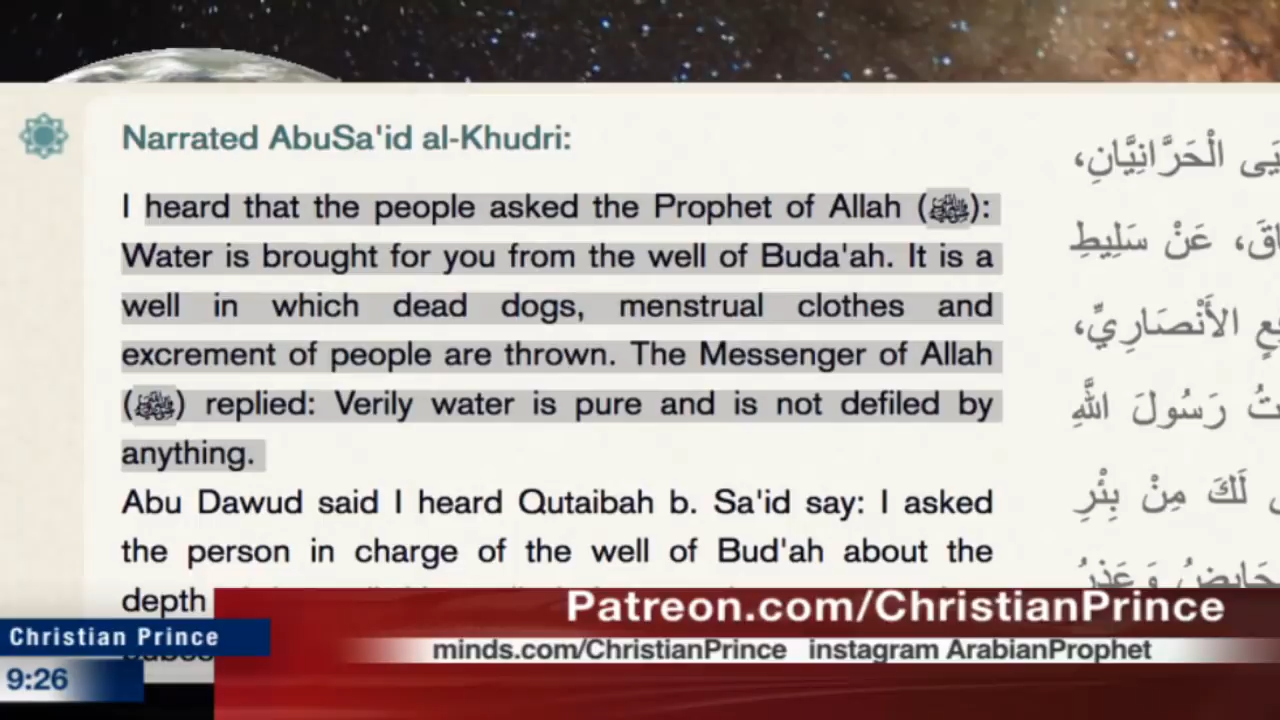 Narrated AbuSa'id al-Khudri:
I heard that the people asked the Prophet of Allah (ﷺ):
Water is brought for you from the well of Buda'ah. It is a
well in which dead dogs, menstrual clothes and
excrement of people are thrown. The Messenger of Allah
(ﷺ) replied: Verily water is pure and is not defiled by
anything.
Abu Dawud said I heard Qutaibah b. Sa'id say: I asked
the person in charge of the well of Bud'ah about the
depth
الْحَرَّانِيَّانِ،
عَنْ سَلِيطِ
الأَنْصَارِيِّ،
رَسُولَ اللَّهِ
لَكَ مِنْ بِئْرِ
Patreon.com/ChristianPrince
Christian Prince
minds.com/ChristianPrince instagram ArabianProphet
9:26